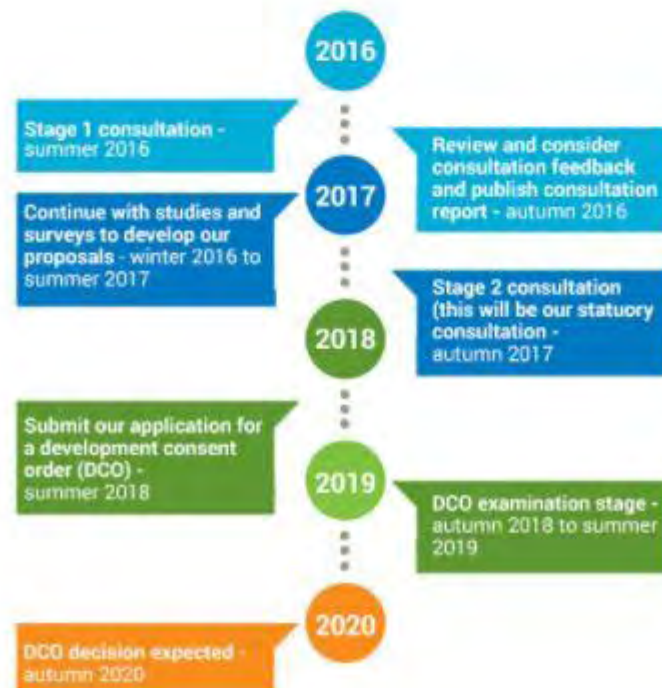 2016
Stage 1 consultation -
summer 2016
Review and consider
consultation feedback
and publish consultation
report - autumn 2016
2017
Continue with studies and
surveys to develop our
proposals - winter 2016 to
summer 2017
Stage 2 consultation
(this will be our statuory
consultation -
autumn 2017
2018
Submit our application for
a development consent
order (DCO) -
summer 2018
2019
DCO examination stage -
autumn 2018 to summer
2019
2020
DCO decision expected -
autumn 2020